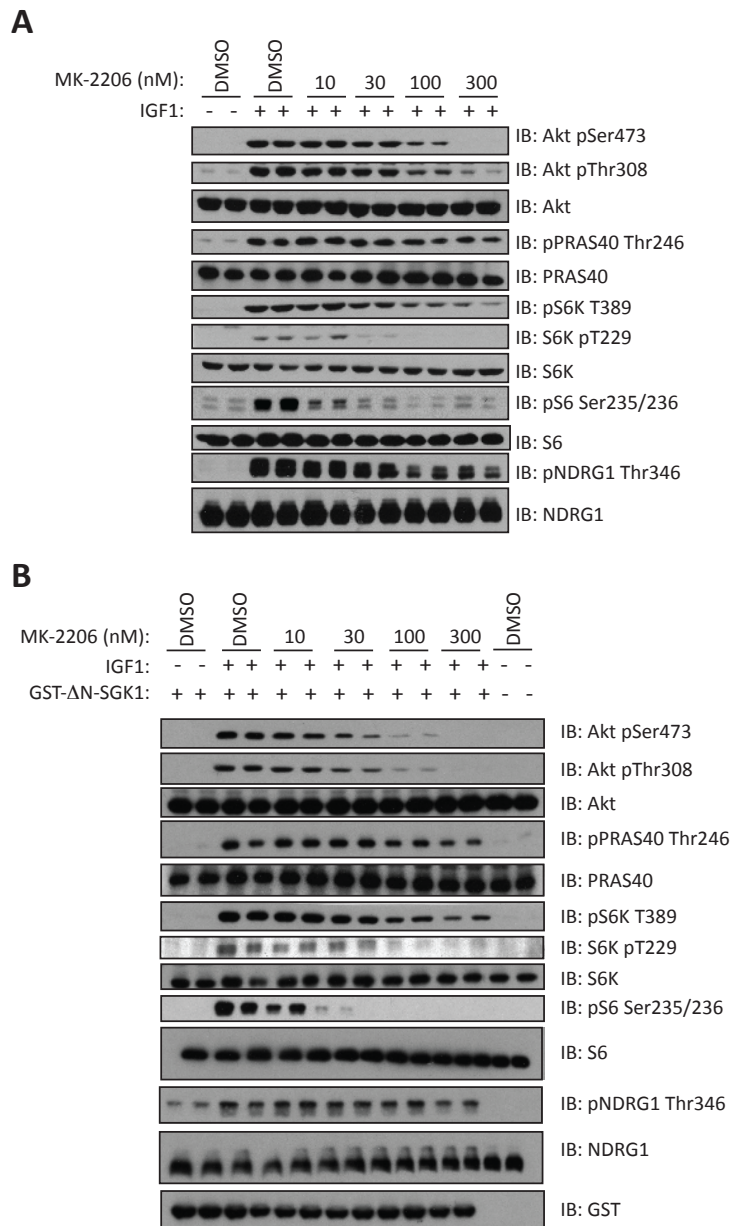 A
DMSO DMSO
MK-2206 (nM): 10 30 100 300
IGF1: - - + + + + + + + + + +
IB: Akt pSer473
IB: Akt pThr308
IB: Akt
IB: pPRAS40 Thr246
IB: PRAS40
IB: pS6K T389
IB: S6K pT229
IB: S6K
IB: pS6 Ser235/236
IB: S6
IB: pNDRG1 Thr346
IB: NDRG1
B
DMSO DMSO DMSO
MK-2206 (nM): 10 30 100 300
IGF1: - - + + + + + + + + + + - -
GST-ΔN-SGK1: + + + + + + + + + + + + - -
IB: Akt pSer473
IB: Akt pThr308
IB: Akt
IB: pPRAS40 Thr246
IB: PRAS40
IB: pS6K T389
IB: S6K pT229
IB: S6K
IB: pS6 Ser235/236
IB: S6
IB: pNDRG1 Thr346
IB: NDRG1
IB: GST